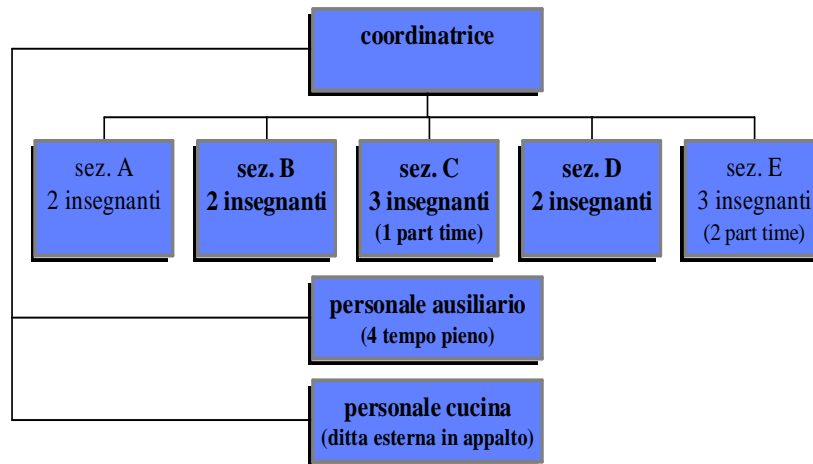 coordinatrice
sez. A
2 insegnanti
sez. B
2 insegnanti
sez. C
3 insegnanti
(1 part time)
sez. D
2 insegnanti
sez. E
3 insegnanti
(2 part time)
personale ausiliario
(4 tempo pieno)
personale cucina
(ditta esterna in appalto)